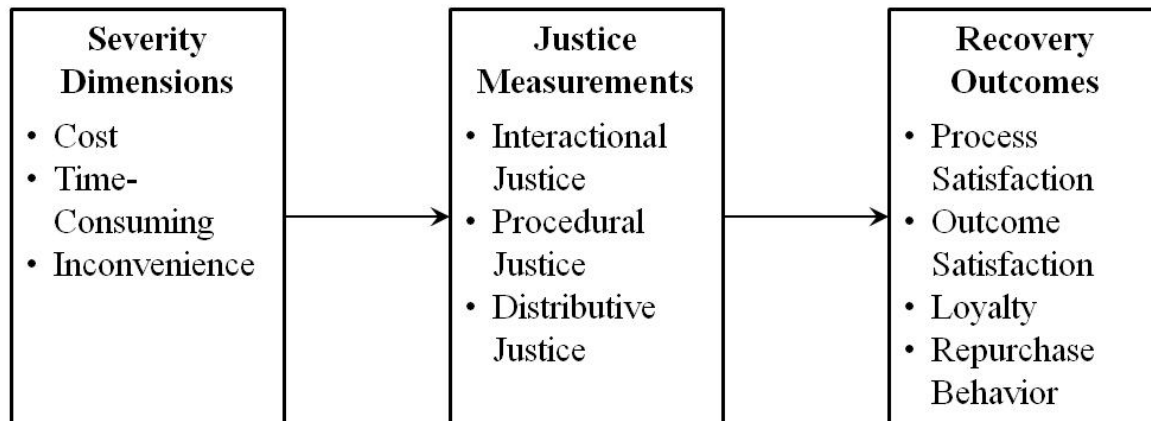 Severity
Dimensions
• Cost
• Time-
Consuming
• Inconvenience
Justice
Measurements
• Interactional
Justice
• Procedural
Justice
• Distributive
Justice
Recovery
Outcomes
• Process
Satisfaction
• Outcome
Satisfaction
• Loyalty
• Repurchase
Behavior